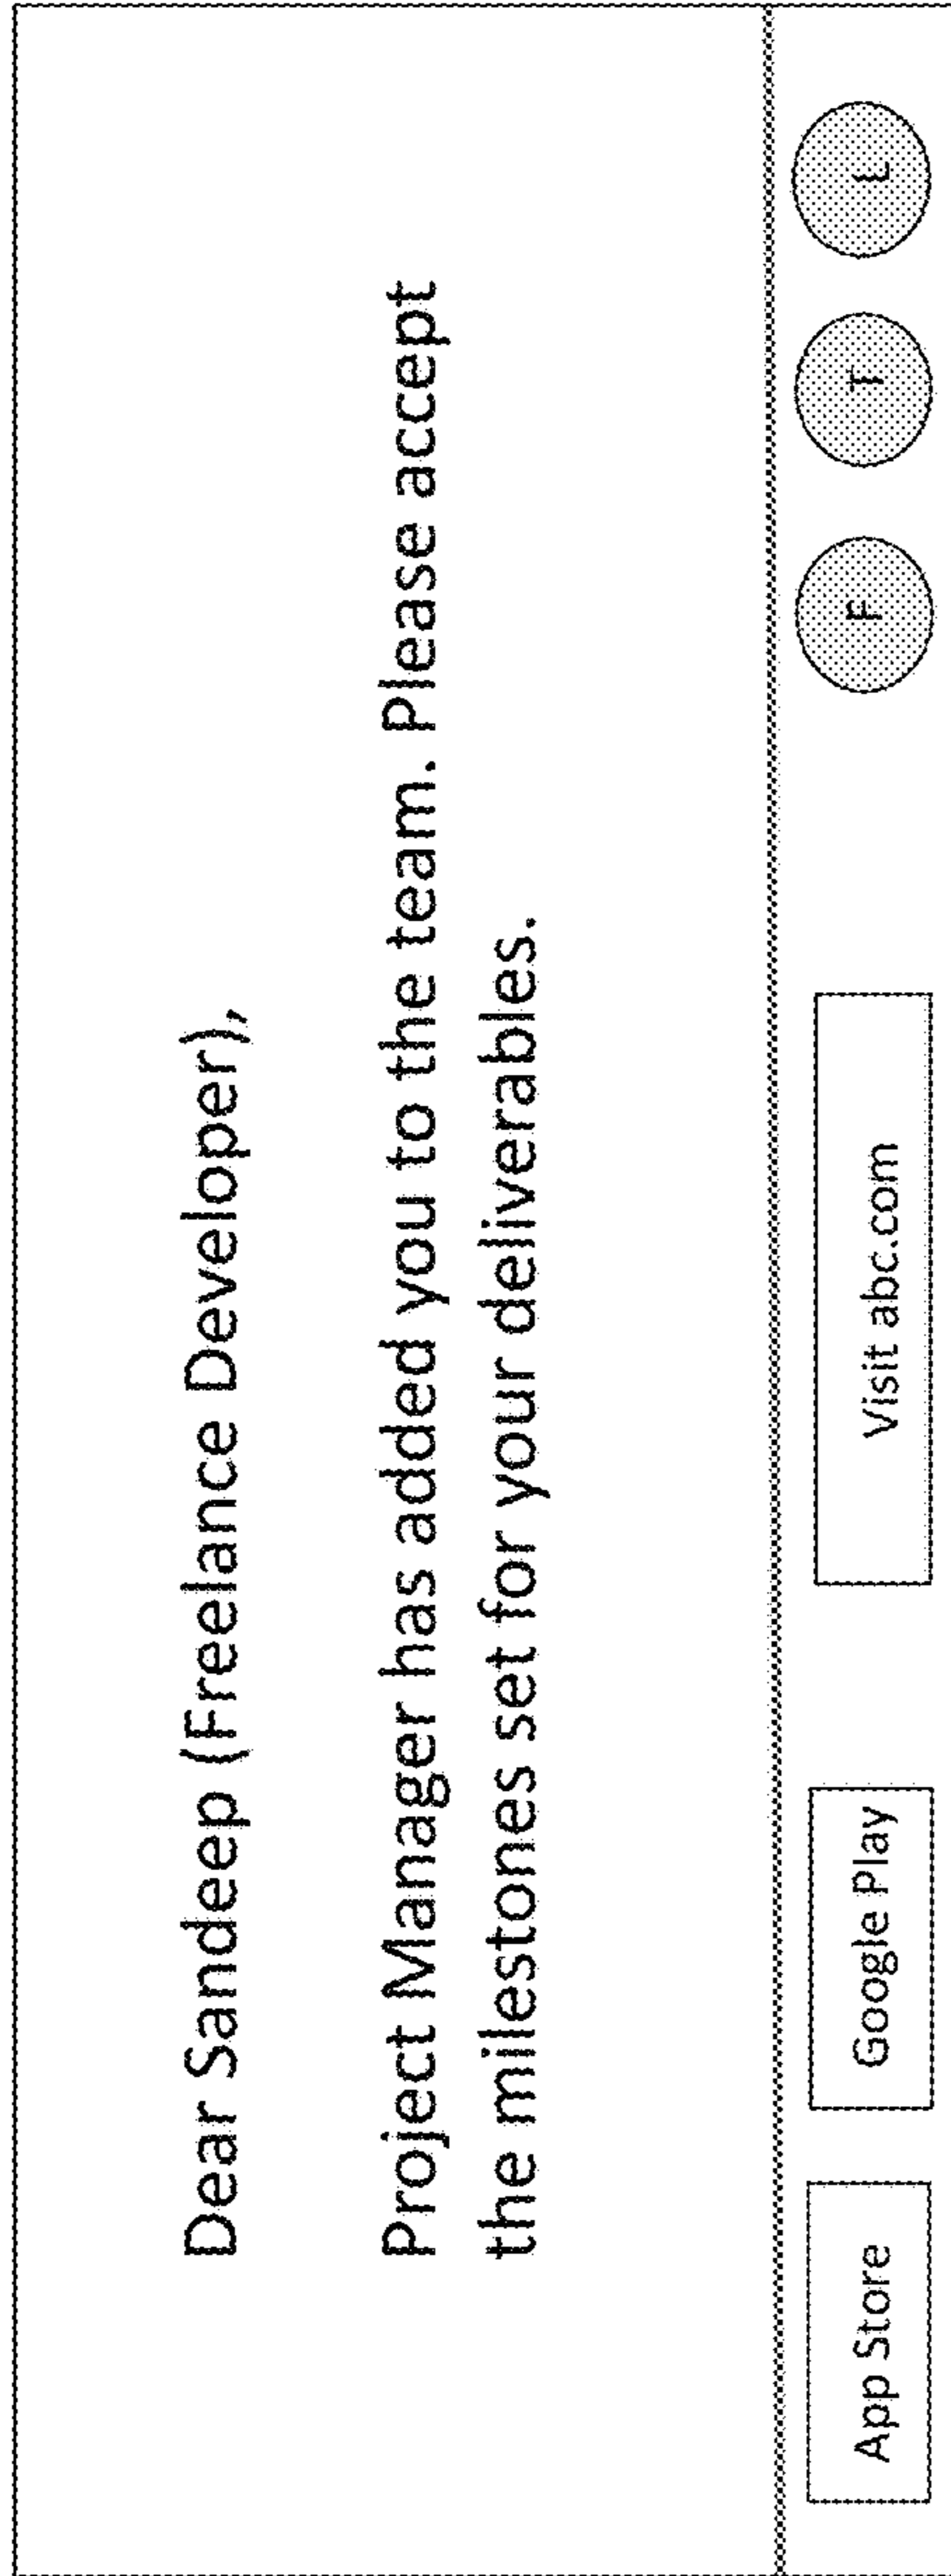 Dear Sandeep (Freelance Developer),
Project Manager has added you to the team. Please accept
the milestones set for your deliverables.
App Store
Google Play
Visit abc.com
F
T
L